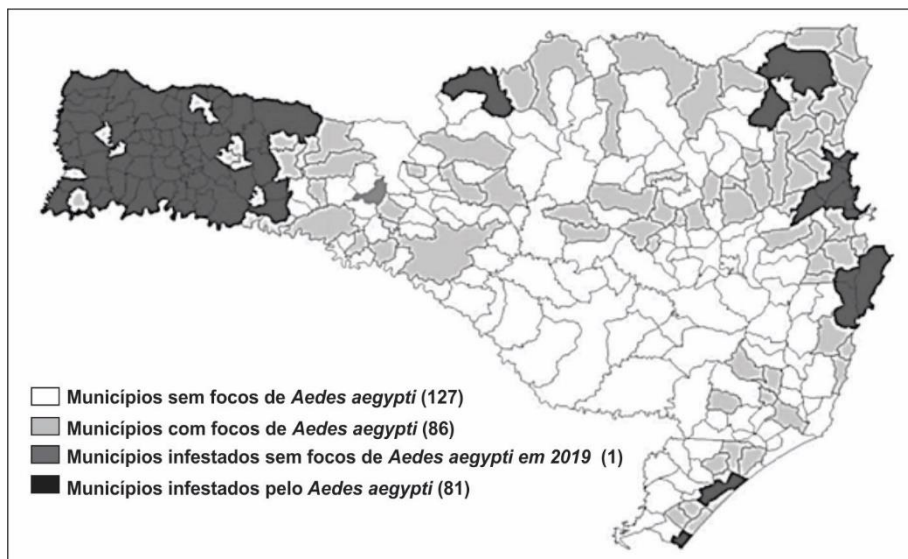 Municípios sem focos de Aedes aegypti (127)
Municípios com focos de Aedes aegypti (86)
Municípios infestados sem focos de Aedes aegypti em 2019 (1)
Municípios infestados pelo Aedes aegypti (81)